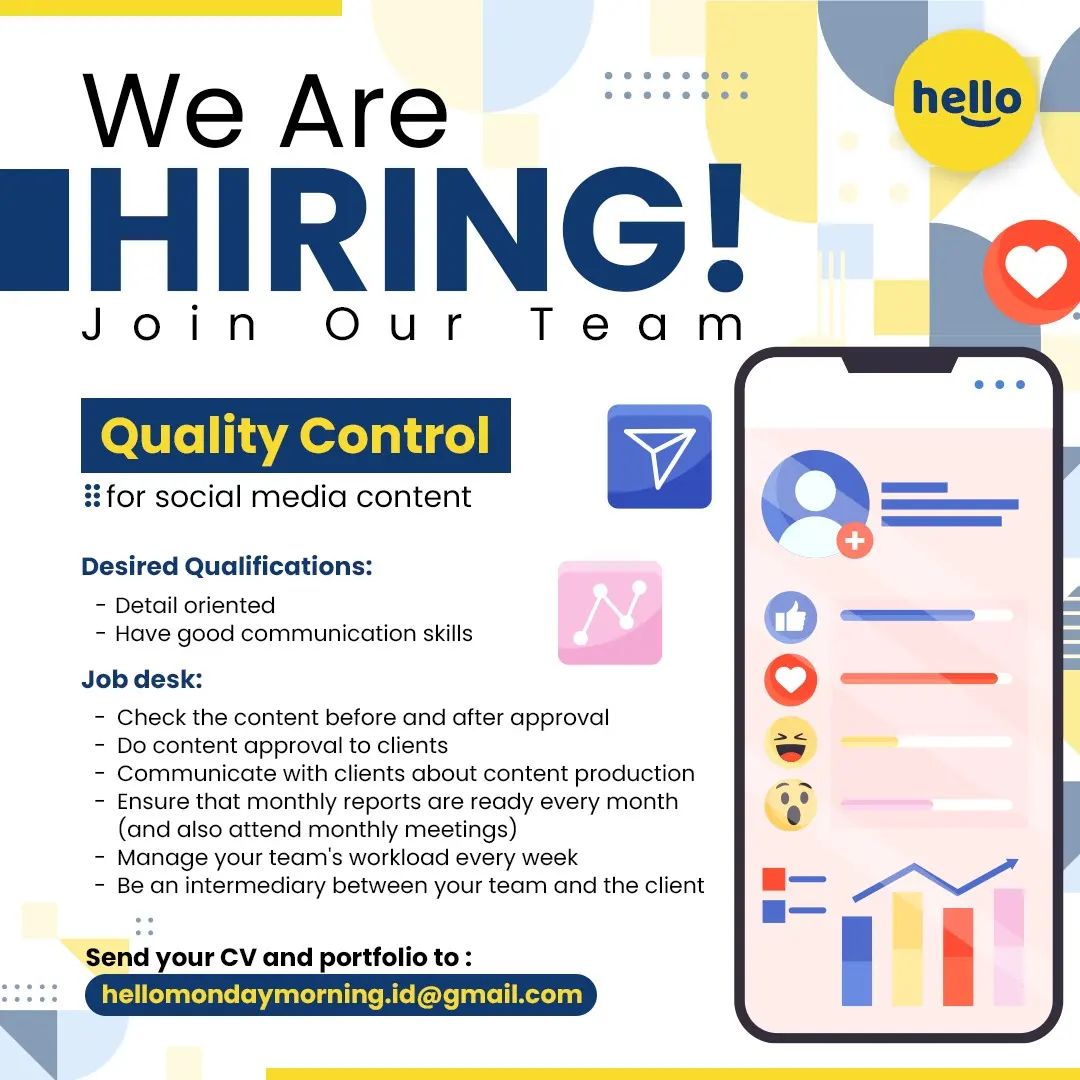 hello
We Are
HIRING!
Join Our Team
Quality Control
for social media content
Desired Qualifications:
- Detail oriented
- Have good communication skills
Job desk:
- Check the content before and after approval
- Do content approval to clients
- Communicate with clients about content production
- Ensure that monthly reports are ready every month
(and also attend monthly meetings)
- Manage your team's workload every week
- Be an intermediary between your team and the client
Send your CV and portfolio to :
hellomondaymorning.id@gmail.com